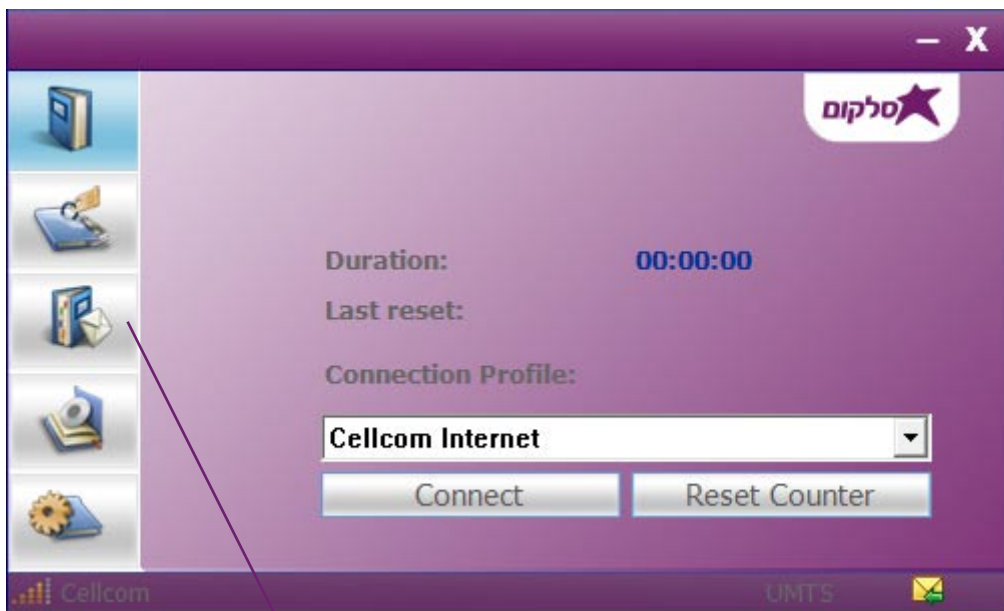 – X
סלקום
Duration: 00:00:00
Last reset:
Connection Profile:
Cellcom Internet
Connect Reset Counter
Cellcom UMTS